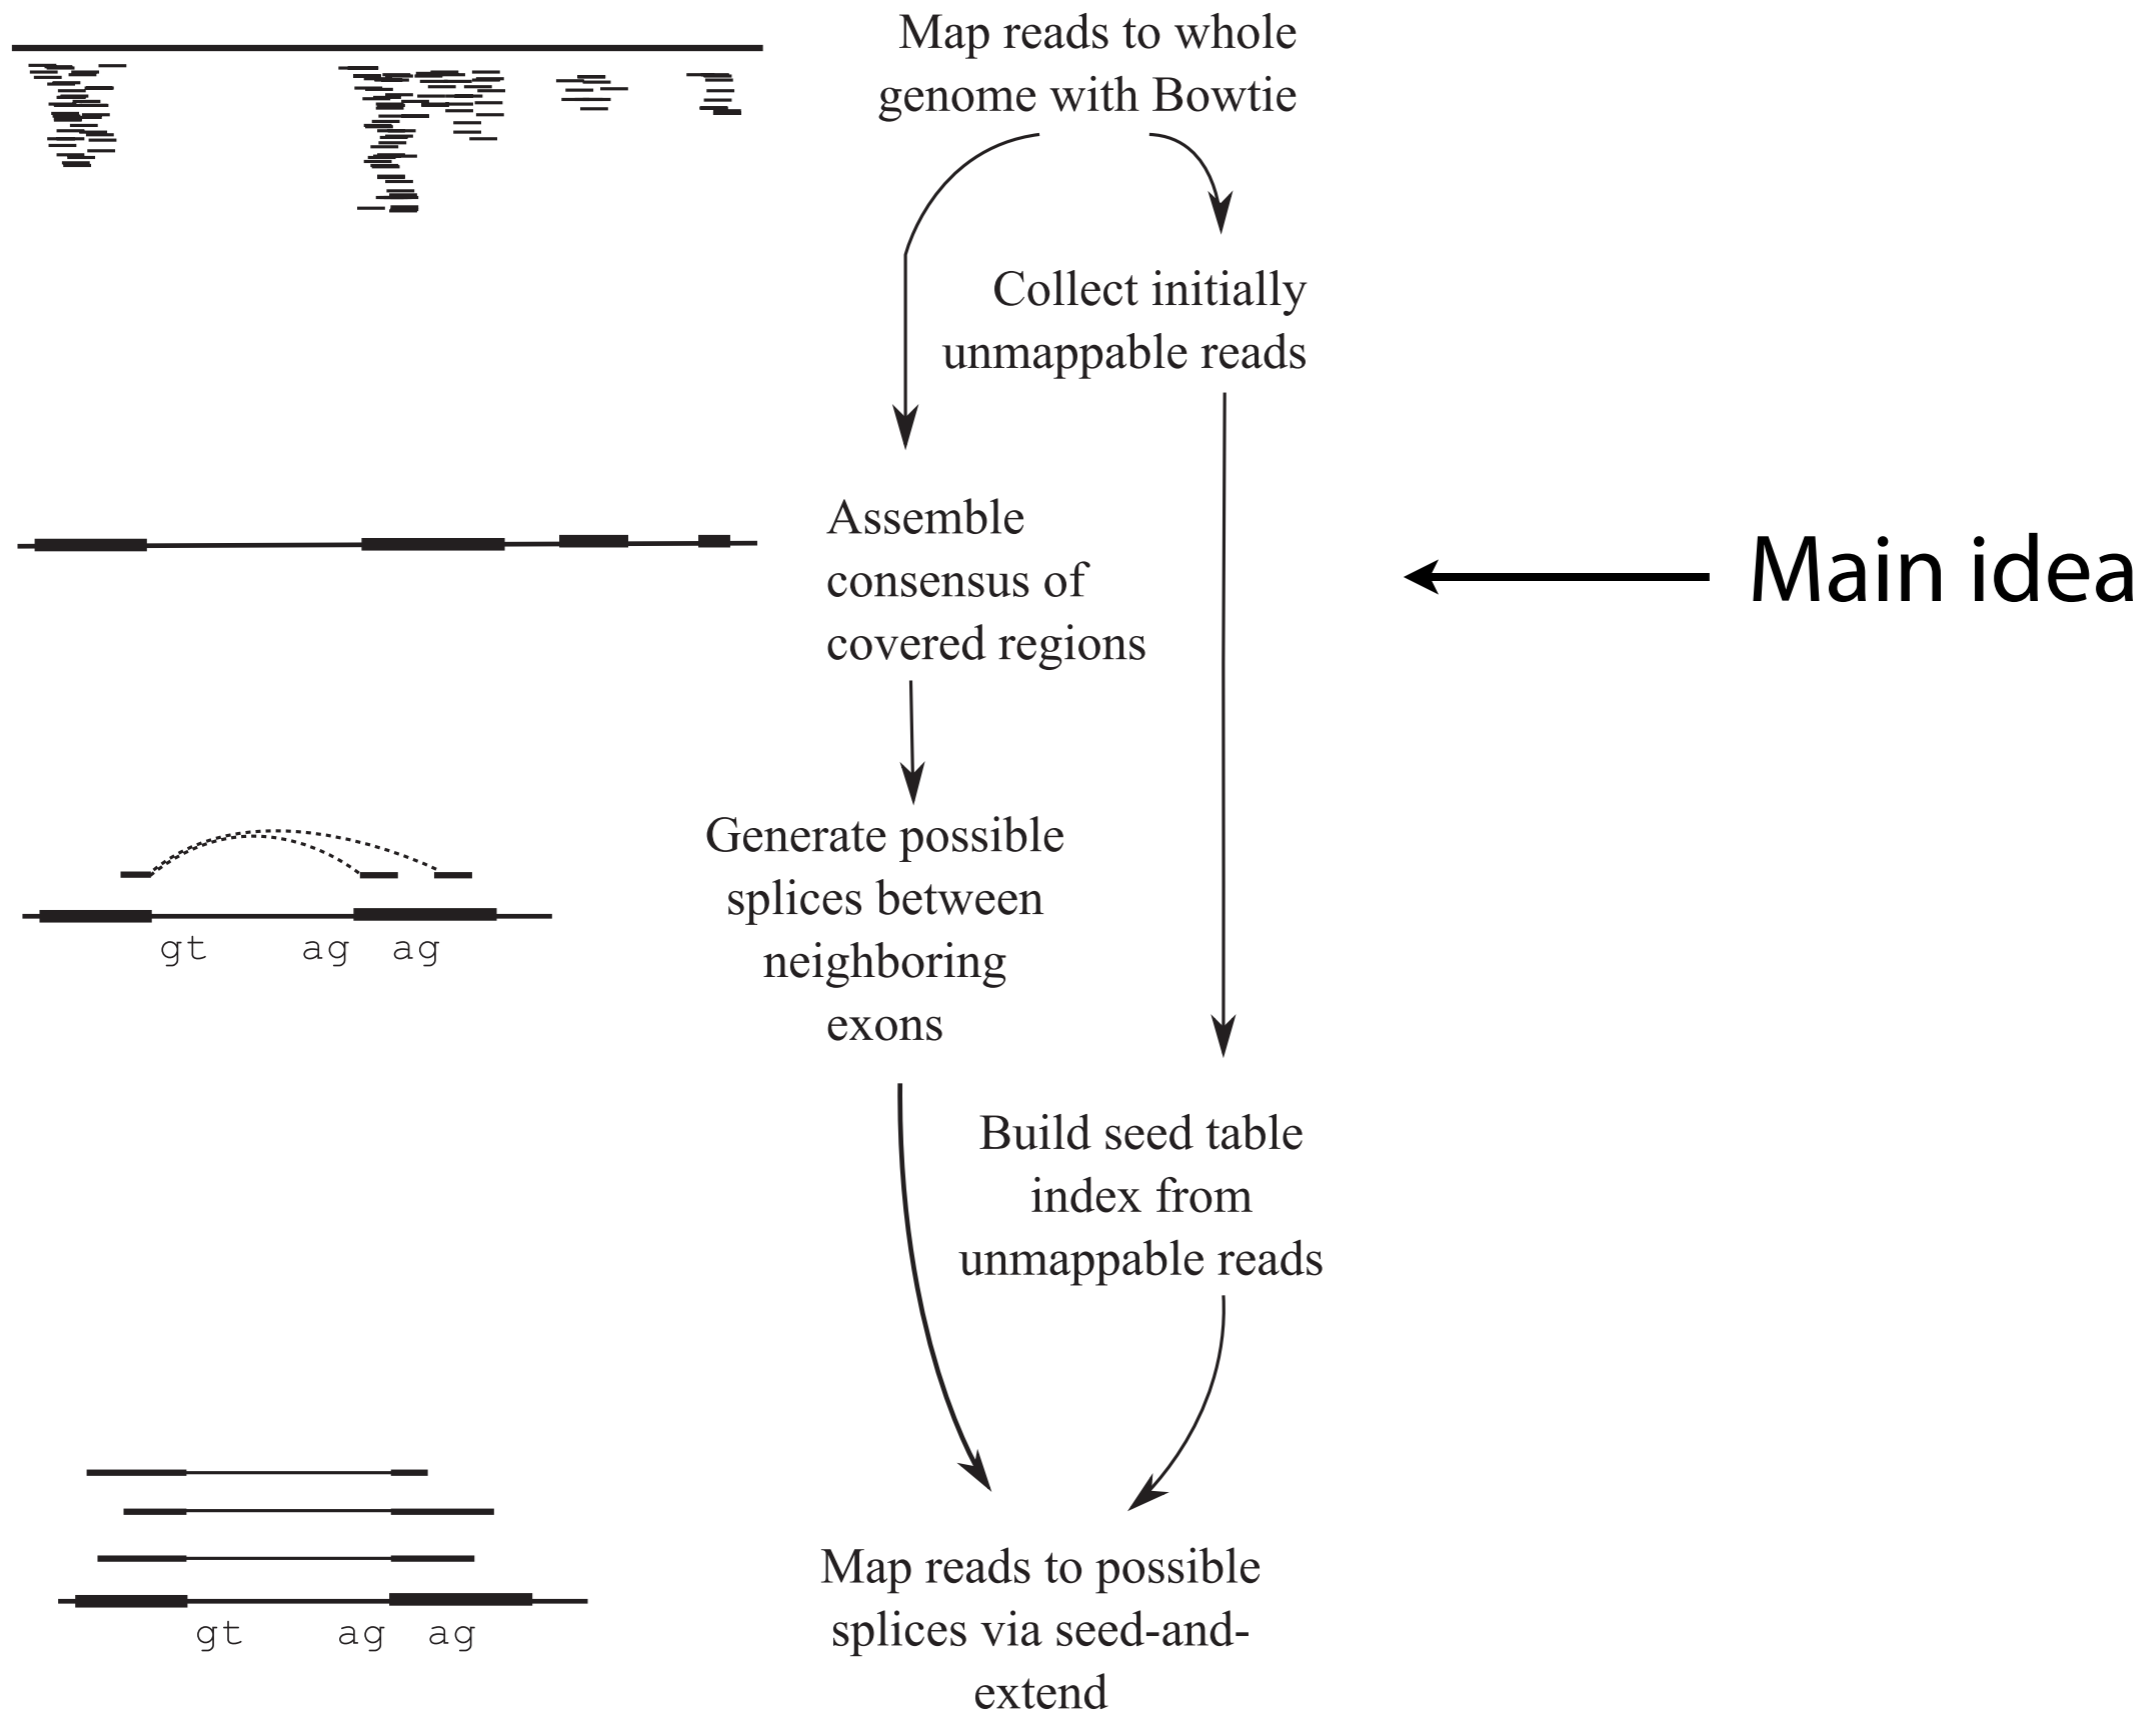 Map reads to whole
genome with Bowtie
Collect initially
unmappable reads
Assemble
consensus of
covered regions
Main idea
Generate possible
splices between
neighboring
exons
gt ag ag
Build seed table
index from
unmappable reads
Map reads to possible
splices via seed-and-
extend
gt ag ag